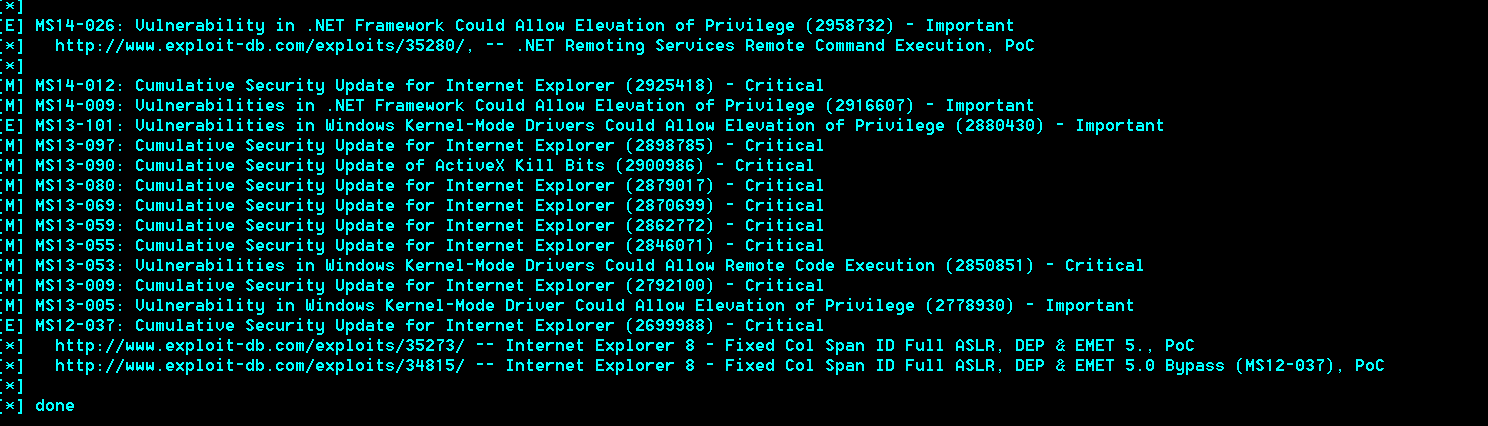 [*]
[E] MS14-026: Vulnerability in .NET Framework Could Allow Elevation of Privilege (2958732) - Important
[*]   http://www.exploit-db.com/exploits/35280/, -- .NET Remoting Services Remote Command Execution, PoC
[*]
[M] MS14-012: Cumulative Security Update for Internet Explorer (2925418) - Critical
[M] MS14-009: Vulnerabilities in .NET Framework Could Allow Elevation of Privilege (2916607) - Important
[E] MS13-101: Vulnerabilities in Windows Kernel-Mode Drivers Could Allow Elevation of Privilege (2880430) - Important
[M] MS13-097: Cumulative Security Update for Internet Explorer (2898785) - Critical
[M] MS13-090: Cumulative Security Update of ActiveX Kill Bits (2900986) - Critical
[M] MS13-080: Cumulative Security Update for Internet Explorer (2879017) - Critical
[M] MS13-069: Cumulative Security Update for Internet Explorer (2870699) - Critical
[M] MS13-059: Cumulative Security Update for Internet Explorer (2862772) - Critical
[M] MS13-055: Cumulative Security Update for Internet Explorer (2846071) - Critical
[M] MS13-053: Vulnerabilities in Windows Kernel-Mode Drivers Could Allow Remote Code Execution (2850851) - Critical
[M] MS13-009: Cumulative Security Update for Internet Explorer (2792100) - Critical
[M] MS13-005: Vulnerability in Windows Kernel-Mode Driver Could Allow Elevation of Privilege (2778930) - Important
[E] MS12-037: Cumulative Security Update for Internet Explorer (2699988) - Critical
[*]   http://www.exploit-db.com/exploits/35273/ -- Internet Explorer 8 - Fixed Col Span ID Full ASLR, DEP & EMET 5., PoC
[*]   http://www.exploit-db.com/exploits/34815/ -- Internet Explorer 8 - Fixed Col Span ID Full ASLR, DEP & EMET 5.0 Bypass (MS12-037), PoC
[*]
[*] done